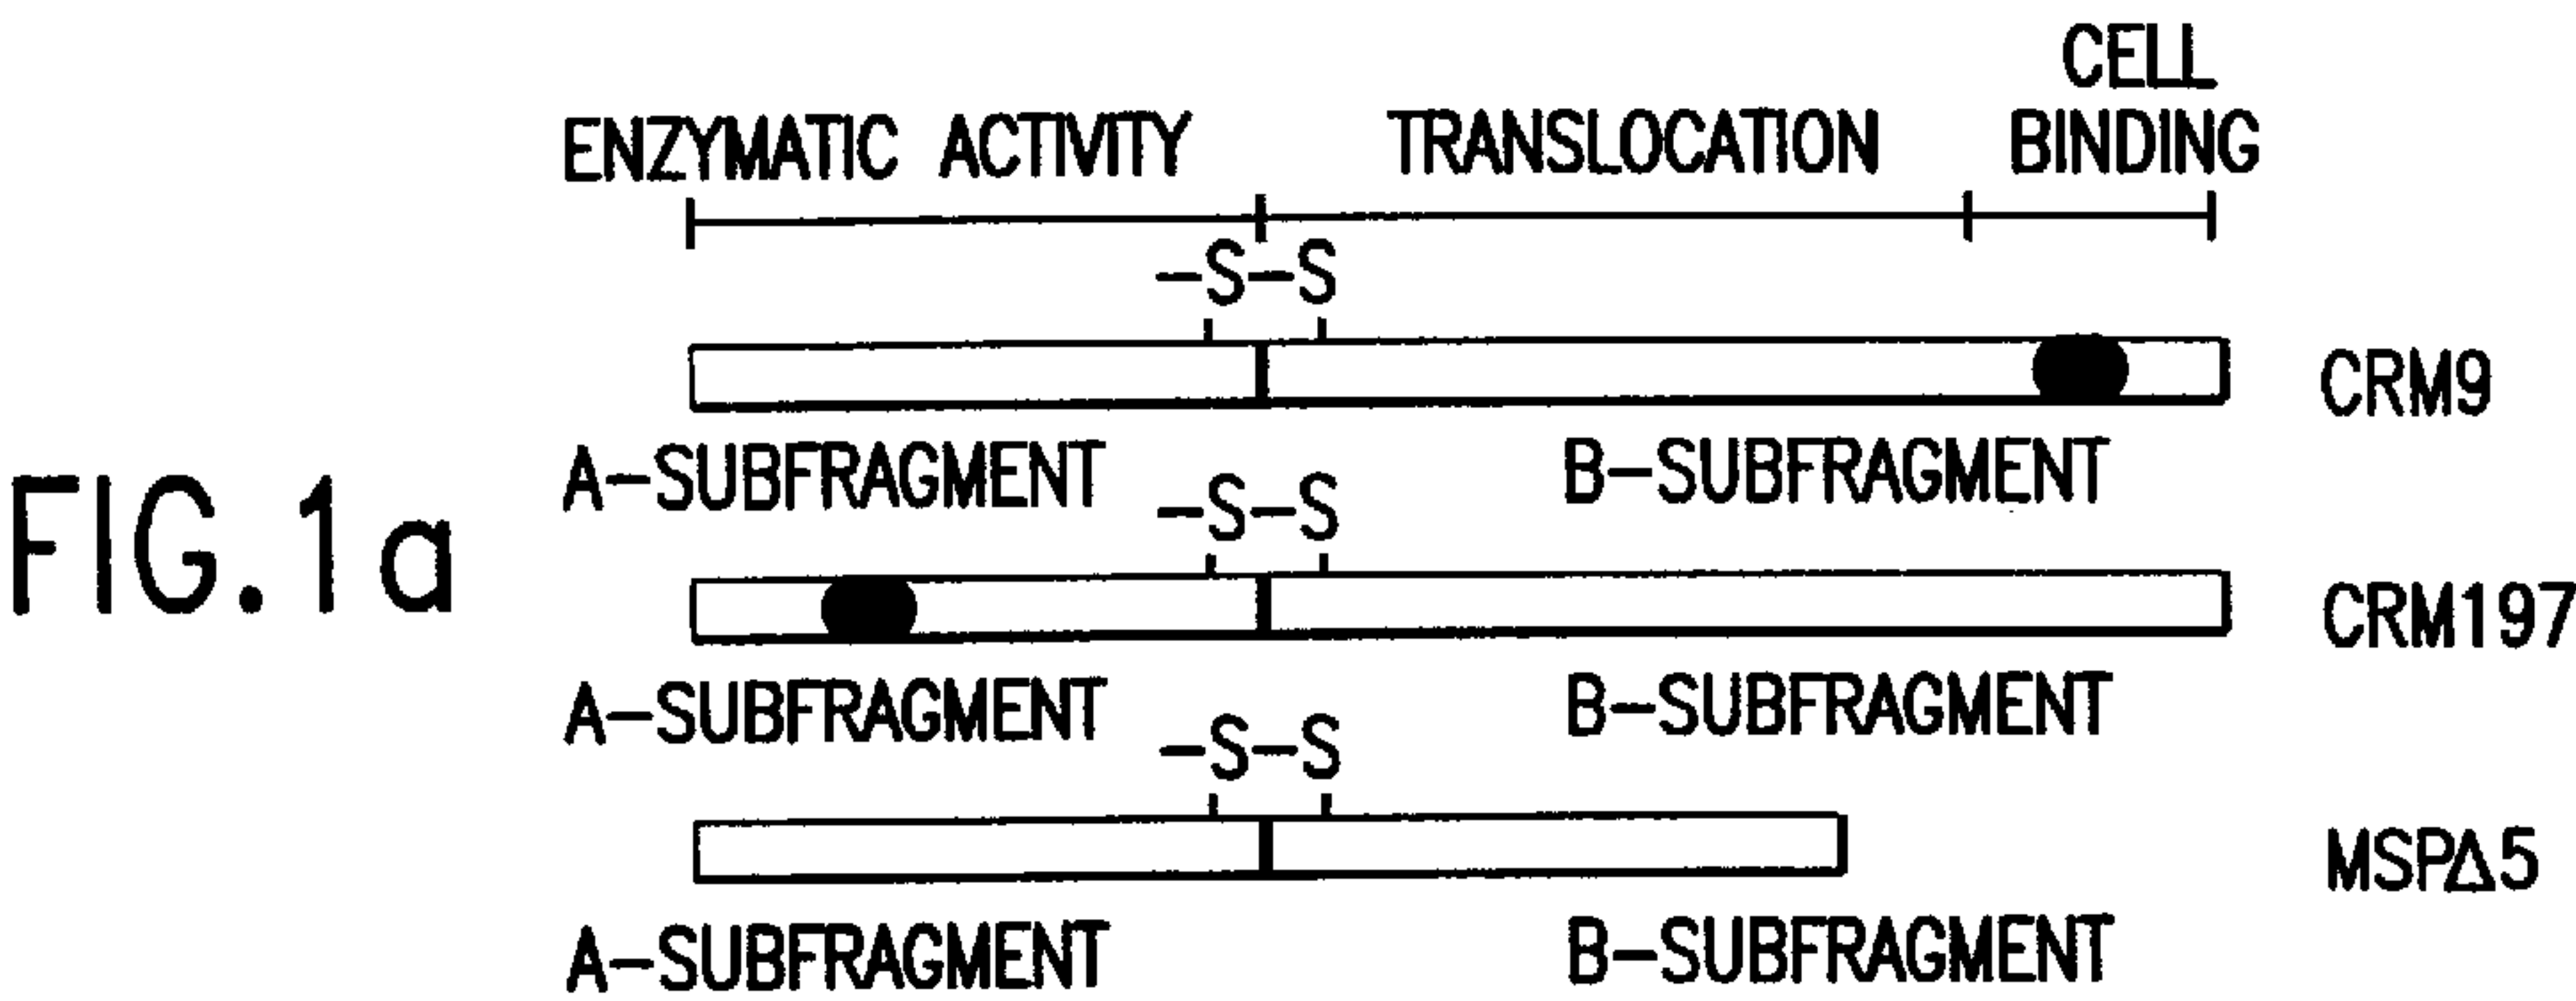 CELL
ENZYMATIC ACTIVITY TRANSLOCATION BINDING
-S-S
CRM9
A-SUBFRAGMENT B-SUBFRAGMENT
FIG.1a
-S-S
CRM197
A-SUBFRAGMENT B-SUBFRAGMENT
-S-S
MSPΔ5
A-SUBFRAGMENT B-SUBFRAGMENT